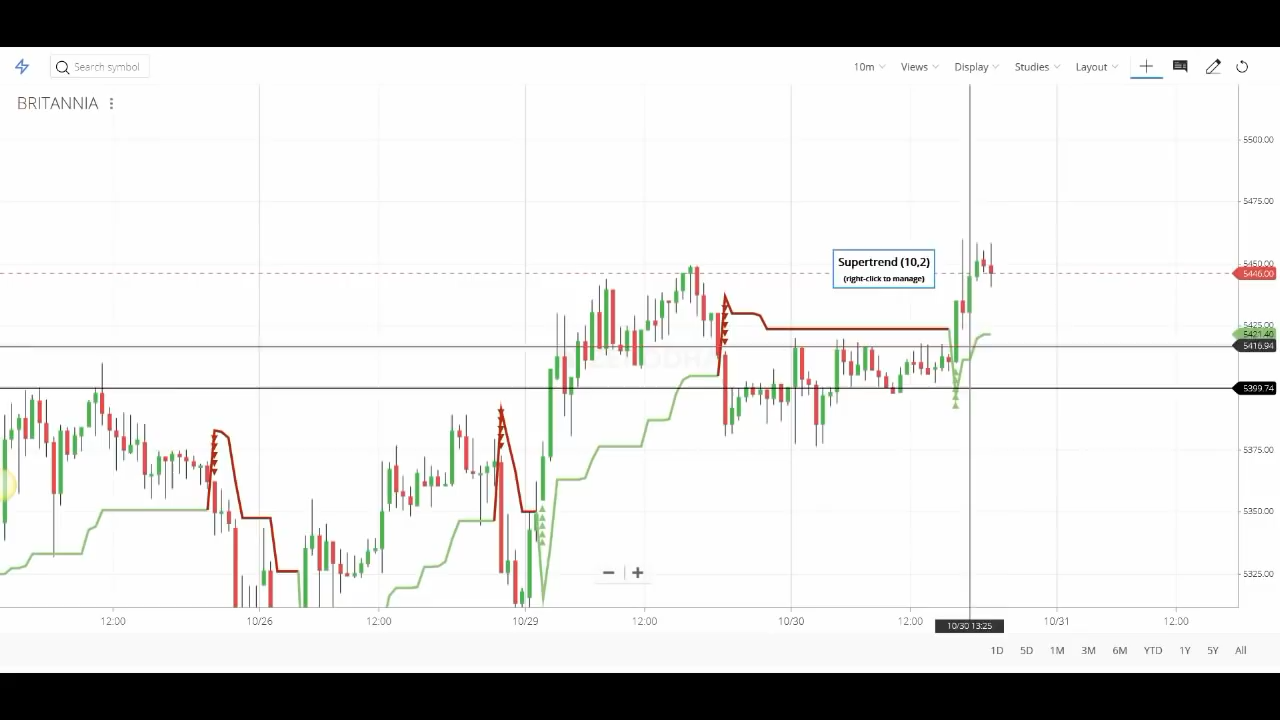 Search symbol
10m Views Display Studies Layout
BRITANNIA
5500.00
5475.00
Supertrend (10,2)
(right-click to manage)
5450.00
5446.00
5425.00
5421.40
5416.94
5399.74
5375.00
5350.00
5325.00
12:00 10/26 12:00 10/29 12:00 10/30 12:00 10/30 13:25 10/31 12:00
1D 5D 1M 3M 6M YTD 1Y 5Y All